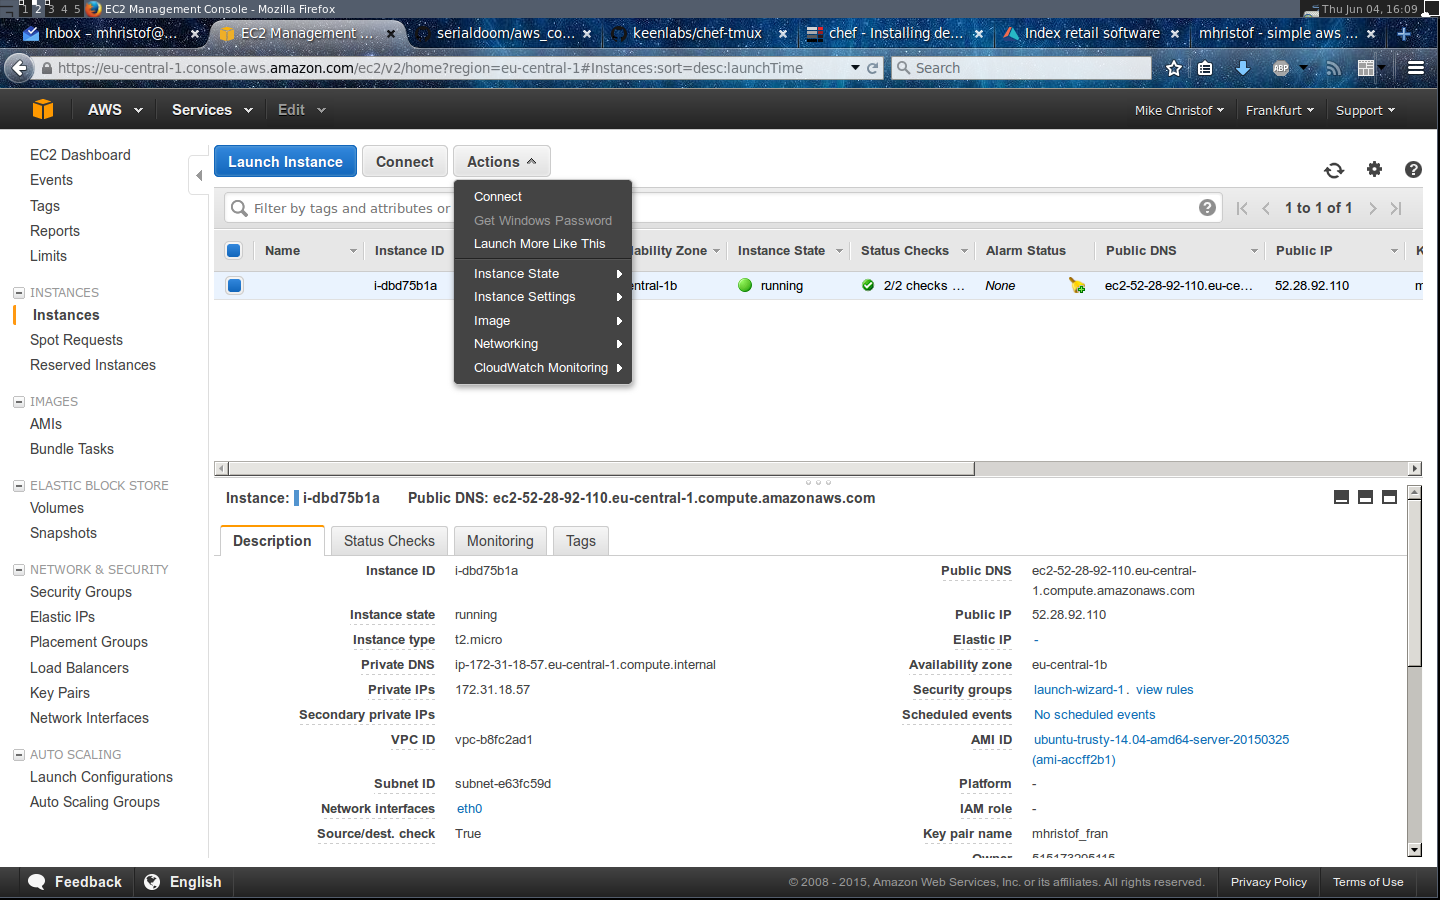 1 2 3 4 5 EC2 Management Console - Mozilla Firefox Thu Jun 04, 16:09
Inbox – mhristof@... × EC2 Management ... × serialdoom/aws_co... × keenlabs/chef-tmux × chef - Installing de... × Index retail software × mhristof - simple aws ... ×
https://eu-central-1.console.aws.amazon.com/ec2/v2/home?region=eu-central-1#Instances:sort=desc:launchTime Search ABP
AWS Services Edit Mike Christof Frankfurt Support
EC2 Dashboard
Events
Tags
Reports
Limits
INSTANCES
Instances
Spot Requests
Reserved Instances
IMAGES
AMIs
Bundle Tasks
ELASTIC BLOCK STORE
Volumes
Snapshots
NETWORK & SECURITY
Security Groups
Elastic IPs
Placement Groups
Load Balancers
Key Pairs
Network Interfaces
AUTO SCALING
Launch Configurations
Auto Scaling Groups
Launch Instance Connect Actions
Connect
Get Windows Password
Launch More Like This
Instance State
Instance Settings
Image
Networking
CloudWatch Monitoring
Filter by tags and attributes or 1 to 1 of 1
Name Instance ID lability Zone Instance State Status Checks Alarm Status Public DNS Public IP K
i-dbd75b1a entral-1b running 2/2 checks ... None ec2-52-28-92-110.eu-ce... 52.28.92.110 m
Instance: i-dbd75b1a Public DNS: ec2-52-28-92-110.eu-central-1.compute.amazonaws.com
Description Status Checks Monitoring Tags
Instance ID i-dbd75b1a
Instance state running
Instance type t2.micro
Private DNS ip-172-31-18-57.eu-central-1.compute.internal
Private IPs 172.31.18.57
Secondary private IPs
VPC ID vpc-b8fc2ad1
Subnet ID subnet-e63fc59d
Network interfaces eth0
Source/dest. check True
Public DNS ec2-52-28-92-110.eu-central-
1.compute.amazonaws.com
Public IP 52.28.92.110
Elastic IP -
Availability zone eu-central-1b
Security groups launch-wizard-1. view rules
Scheduled events No scheduled events
AMI ID ubuntu-trusty-14.04-amd64-server-20150325
(ami-accff2b1)
Platform -
IAM role -
Key pair name mhristof_fran
Owner
Feedback English © 2008 - 2015, Amazon Web Services, Inc. or its affiliates. All rights reserved. Privacy Policy Terms of Use